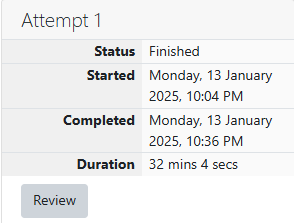 Attempt 1
Status Finished
Started Monday, 13 January
2025, 10:04 PM
Completed Monday, 13 January
2025, 10:36 PM
Duration 32 mins 4 secs
Review